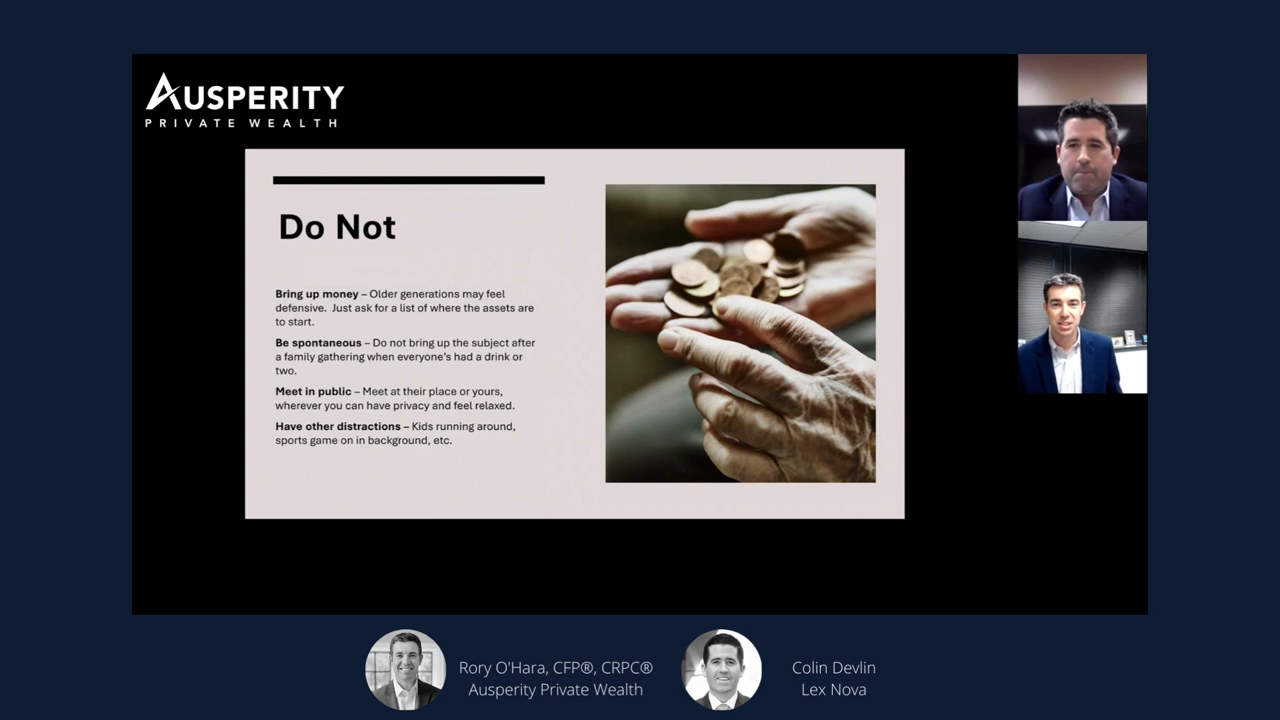 AUSPERITY
PRIVATE WEALTH
Do Not
Bring up money – Older generations may feel
defensive.  Just ask for a list of where the assets are
to start.
Be spontaneous – Do not bring up the subject after
a family gathering when everyone's had a drink or
two.
Meet in public – Meet at their place or yours,
wherever you can have privacy and feel relaxed.
Have other distractions – Kids running around,
sports game on in background, etc.
Rory O'Hara, CFP®, CRPC®
Ausperity Private Wealth
Colin Devlin
Lex Nova